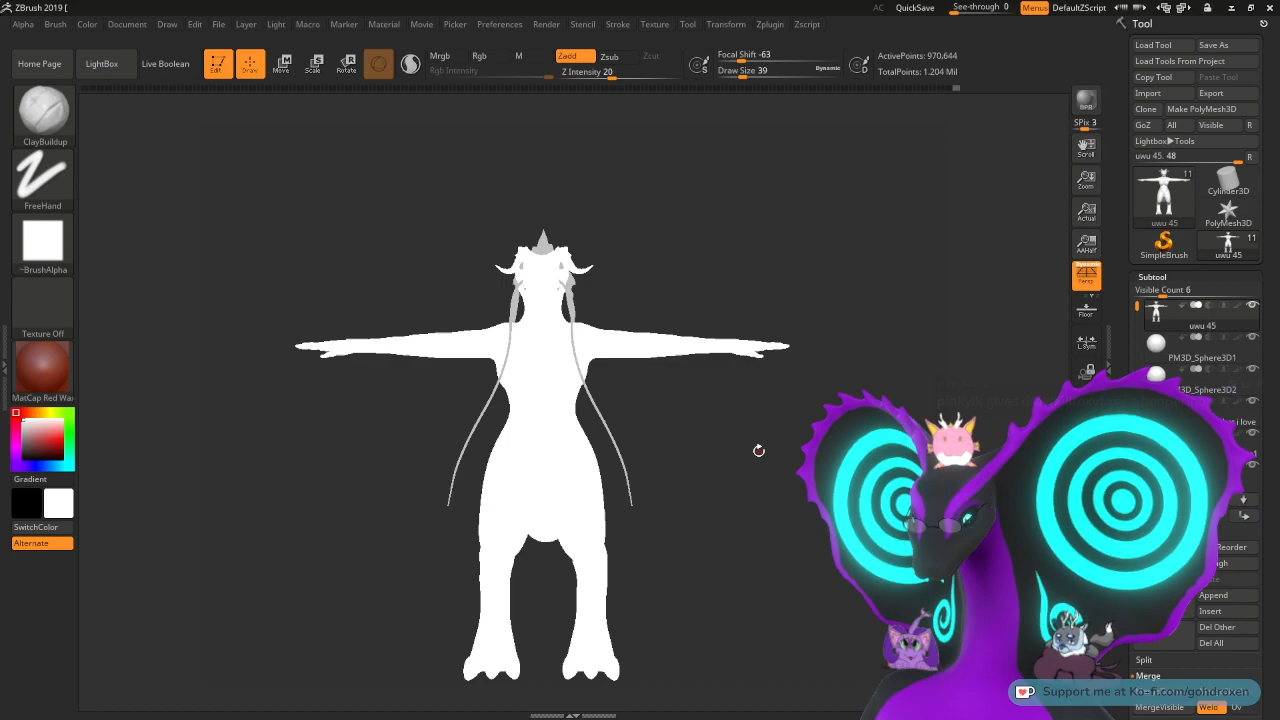 ZBrush 2019 [
AC QuickSave See-through 0 Menus DefaultZScript
Alpha Brush Color Document Draw Edit File Layer Light Macro Marker Material Movie Picker Preferences Render Stencil Stroke Texture Tool Transform Zplugin Zscript
Home Page LightBox Live Boolean Edit Draw Move Scale Rotate
Mrgb Rgb M Zadd Zsub Zcut
Rgb Intensity Z Intensity 20
S Focal Shift -63
Draw Size 39 Dynamic D
ActivePoints: 970,644
TotalPoints: 1.204 Mil
ClayBuildup
FreeHand
~BrushAlpha
Texture Off
MatCap Red Wax
Gradient
SwitchColor
Alternate
BPR
SPix 3
Scroll
Zoom
Actual
AAHalf
Dynamic
Persp
Floor
L.Sym
Tool
Load Tool Save As
Load Tools From Project
Copy Tool Paste Tool
Import Export
Clone Make PolyMesh3D
GoZ All Visible R
Lightbox▶Tools
uwu 45. 48 R
11
Cylinder3D
uwu 45 PolyMesh3D
11
SimpleBrush uwu 45
Subtool
Visible Count 6
uwu 45
PM3D_Sphere3D1
M3D_Sphere3D2
i love
Reorder
Append
Insert
Del Other
Del All
Split
Merge
MergeVisible Weld Uv
Support me at Ko-fi.com/gohdroxen